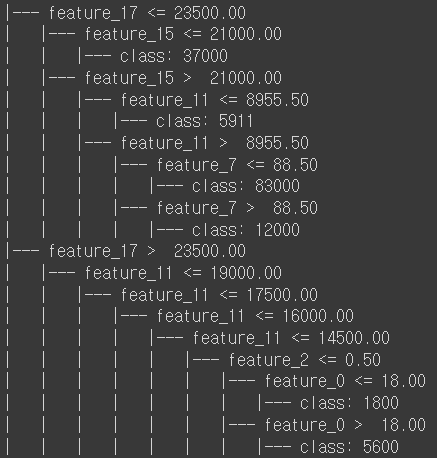 |--- feature_17 <= 23500.00
|   |--- feature_15 <= 21000.00
|   |   |--- class: 37000
|   |--- feature_15 >  21000.00
|   |   |--- feature_11 <= 8955.50
|   |   |   |--- class: 5911
|   |   |--- feature_11 >  8955.50
|   |   |   |--- feature_7 <= 88.50
|   |   |   |   |--- class: 83000
|   |   |   |--- feature_7 >  88.50
|   |   |   |   |--- class: 12000
|--- feature_17 >  23500.00
|   |--- feature_11 <= 19000.00
|   |   |--- feature_11 <= 17500.00
|   |   |   |--- feature_11 <= 16000.00
|   |   |   |   |--- feature_11 <= 14500.00
|   |   |   |   |   |--- feature_2 <= 0.50
|   |   |   |   |   |   |--- feature_0 <= 18.00
|   |   |   |   |   |   |   |--- class: 1800
|   |   |   |   |   |   |--- feature_0 >  18.00
|   |   |   |   |   |   |   |--- class: 5600